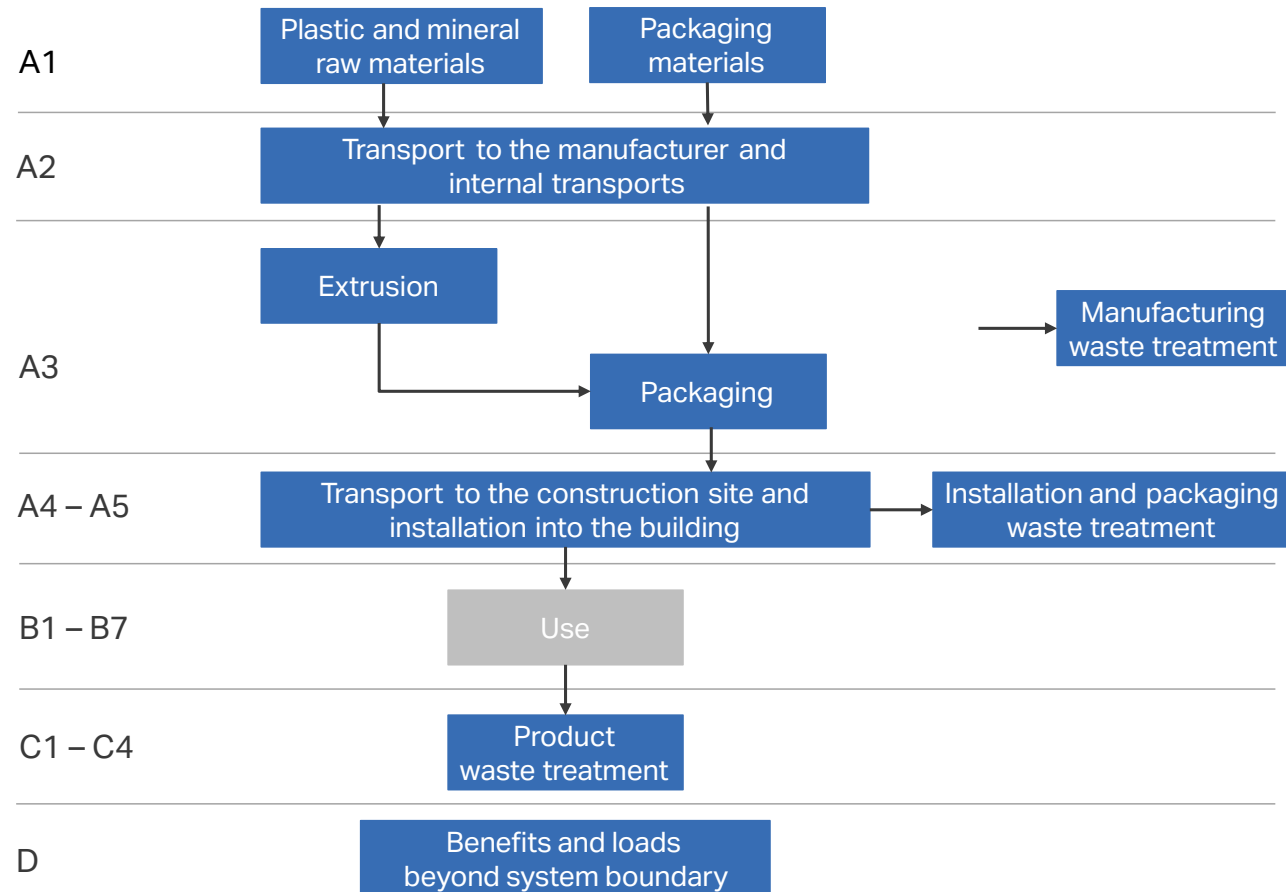 A1
Plastic and mineral
raw materials
Packaging
materials
A2
Transport to the manufacturer and
internal transports
A3
Extrusion
Manufacturing
waste treatment
Packaging
A4 – A5
Transport to the construction site and
installation into the building
Installation and packaging
waste treatment
B1 – B7
Use
C1 – C4
Product
waste treatment
D
Benefits and loads
beyond system boundary